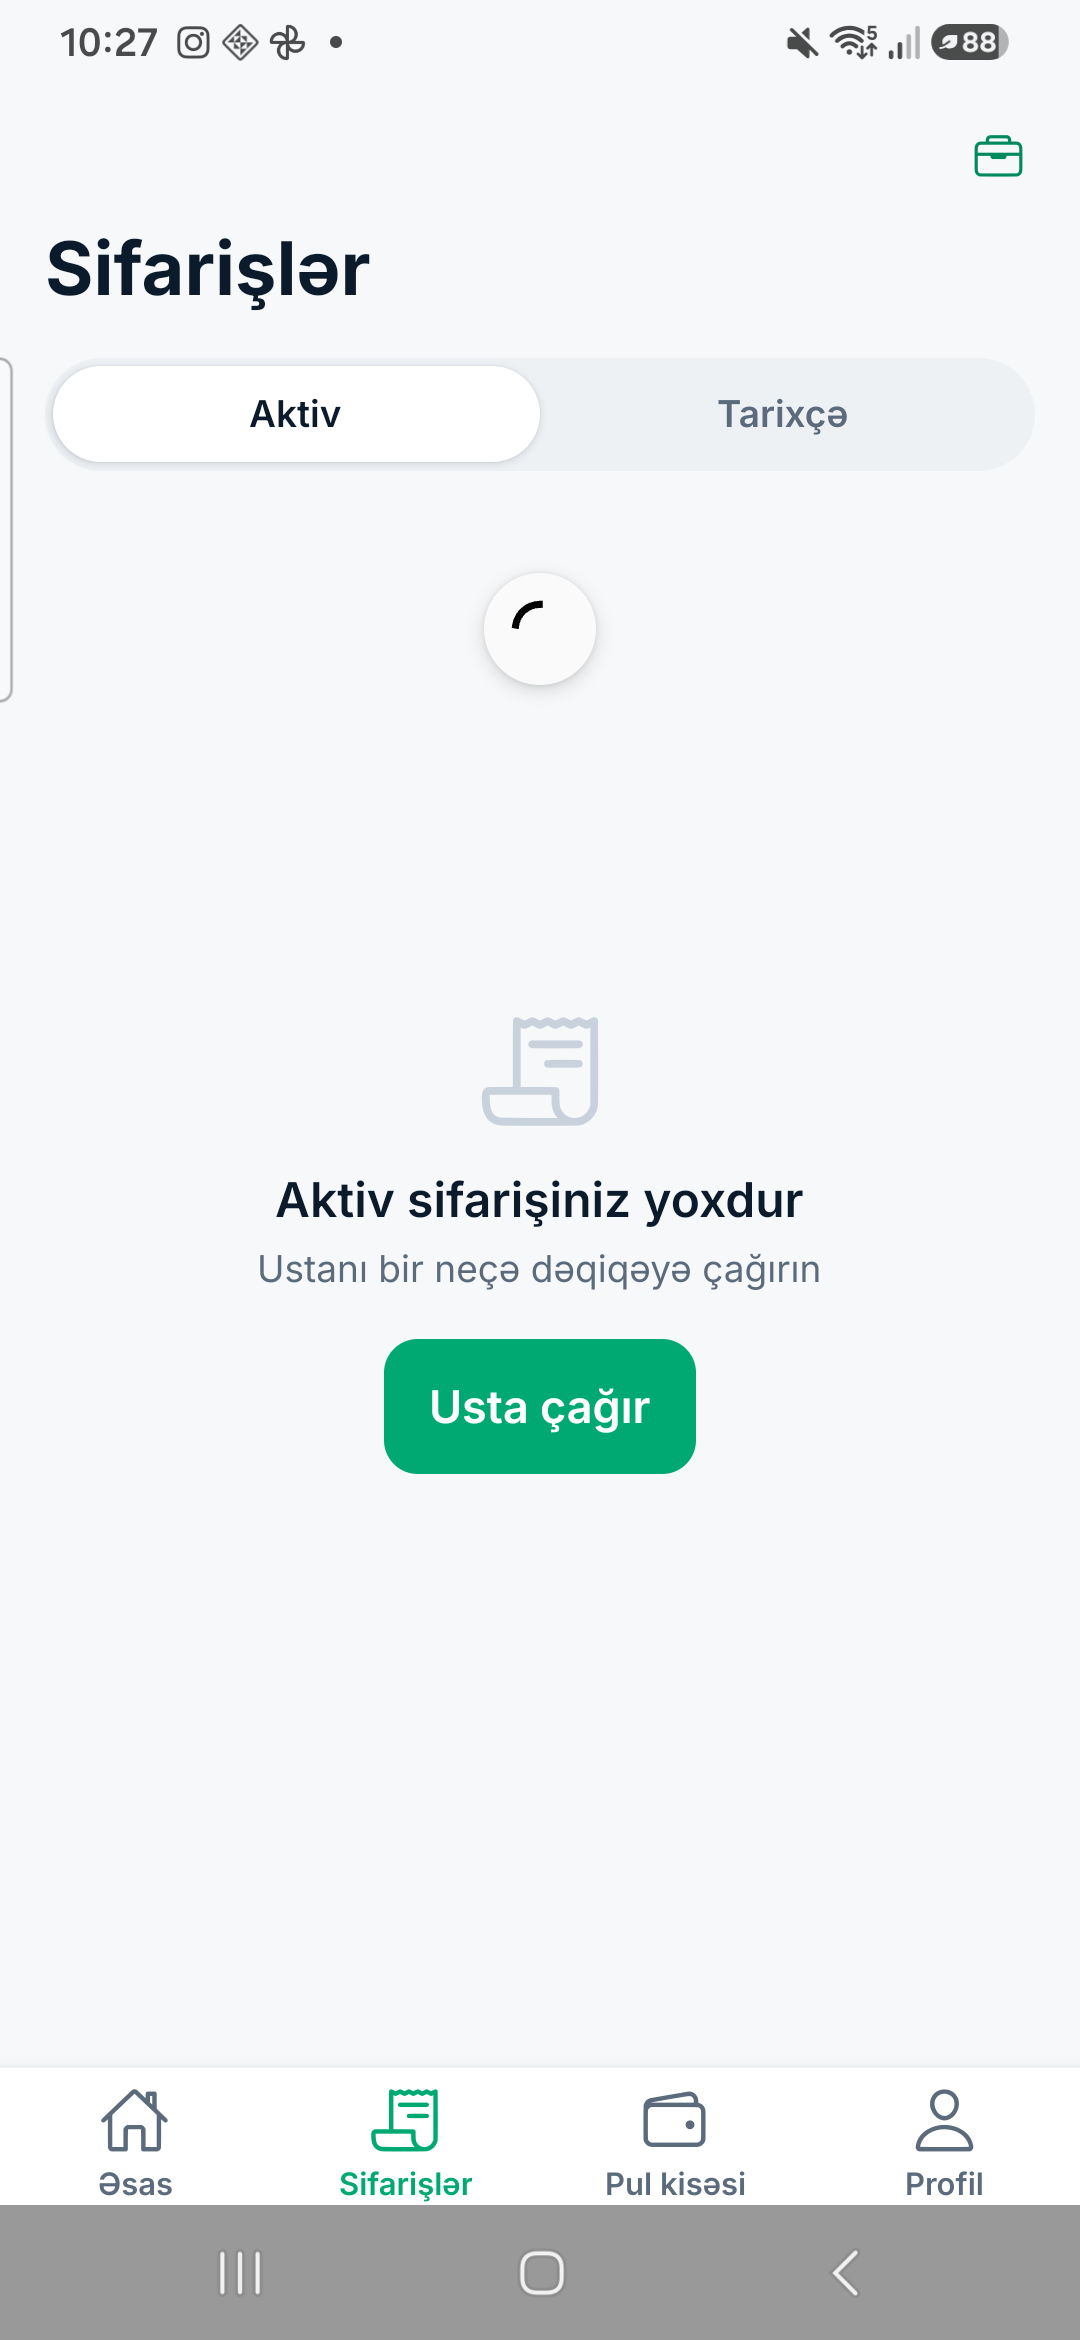 10:27
5
88
Sifarişlər
Aktiv
Tarixçə
Aktiv sifarişiniz yoxdur
Ustanı bir neçə dəqiqəyə çağırın
Usta çağır
Əsas
Sifarişlər
Pul kisəsi
Profil